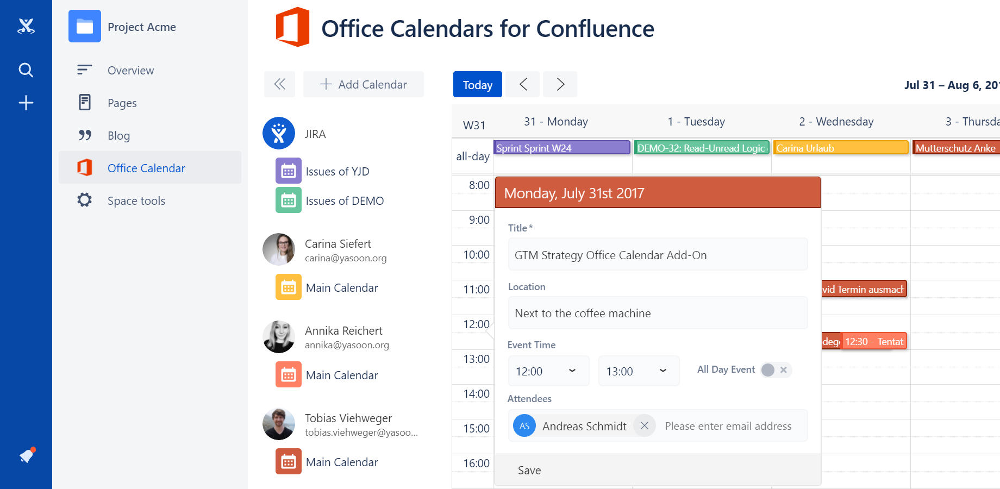 Project Acme
Overview
Pages
Blog
Office Calendar
Space tools
Office Calendars for Confluence
Add Calendar
Today
Jul 31 – Aug 6, 201
JIRA
Issues of YJD
Issues of DEMO
Carina Siefert
carina@yasoon.org
Main Calendar
Annika Reichert
annika@yasoon.org
Main Calendar
Tobias Viehweger
tobias.viehweger@yasoo...
Main Calendar
W31
31 - Monday
1 - Tuesday
2 - Wednesday
3 - Thursda
all-day
Sprint Sprint W24
DEMO-32: Read-Unread Logic
Carina Urlaub
Mutterschutz Anke
8:00
9:00
10:00
11:00
12:00
13:00
14:00
15:00
16:00
Monday, July 31st 2017
Title *
GTM Strategy Office Calendar Add-On
Location
Next to the coffee machine
Event Time
12:00
13:00
All Day Event
Attendees
AS
Andreas Schmidt
Please enter email address
Save
vid Termin ausmach
odege
12:30 - Tentati